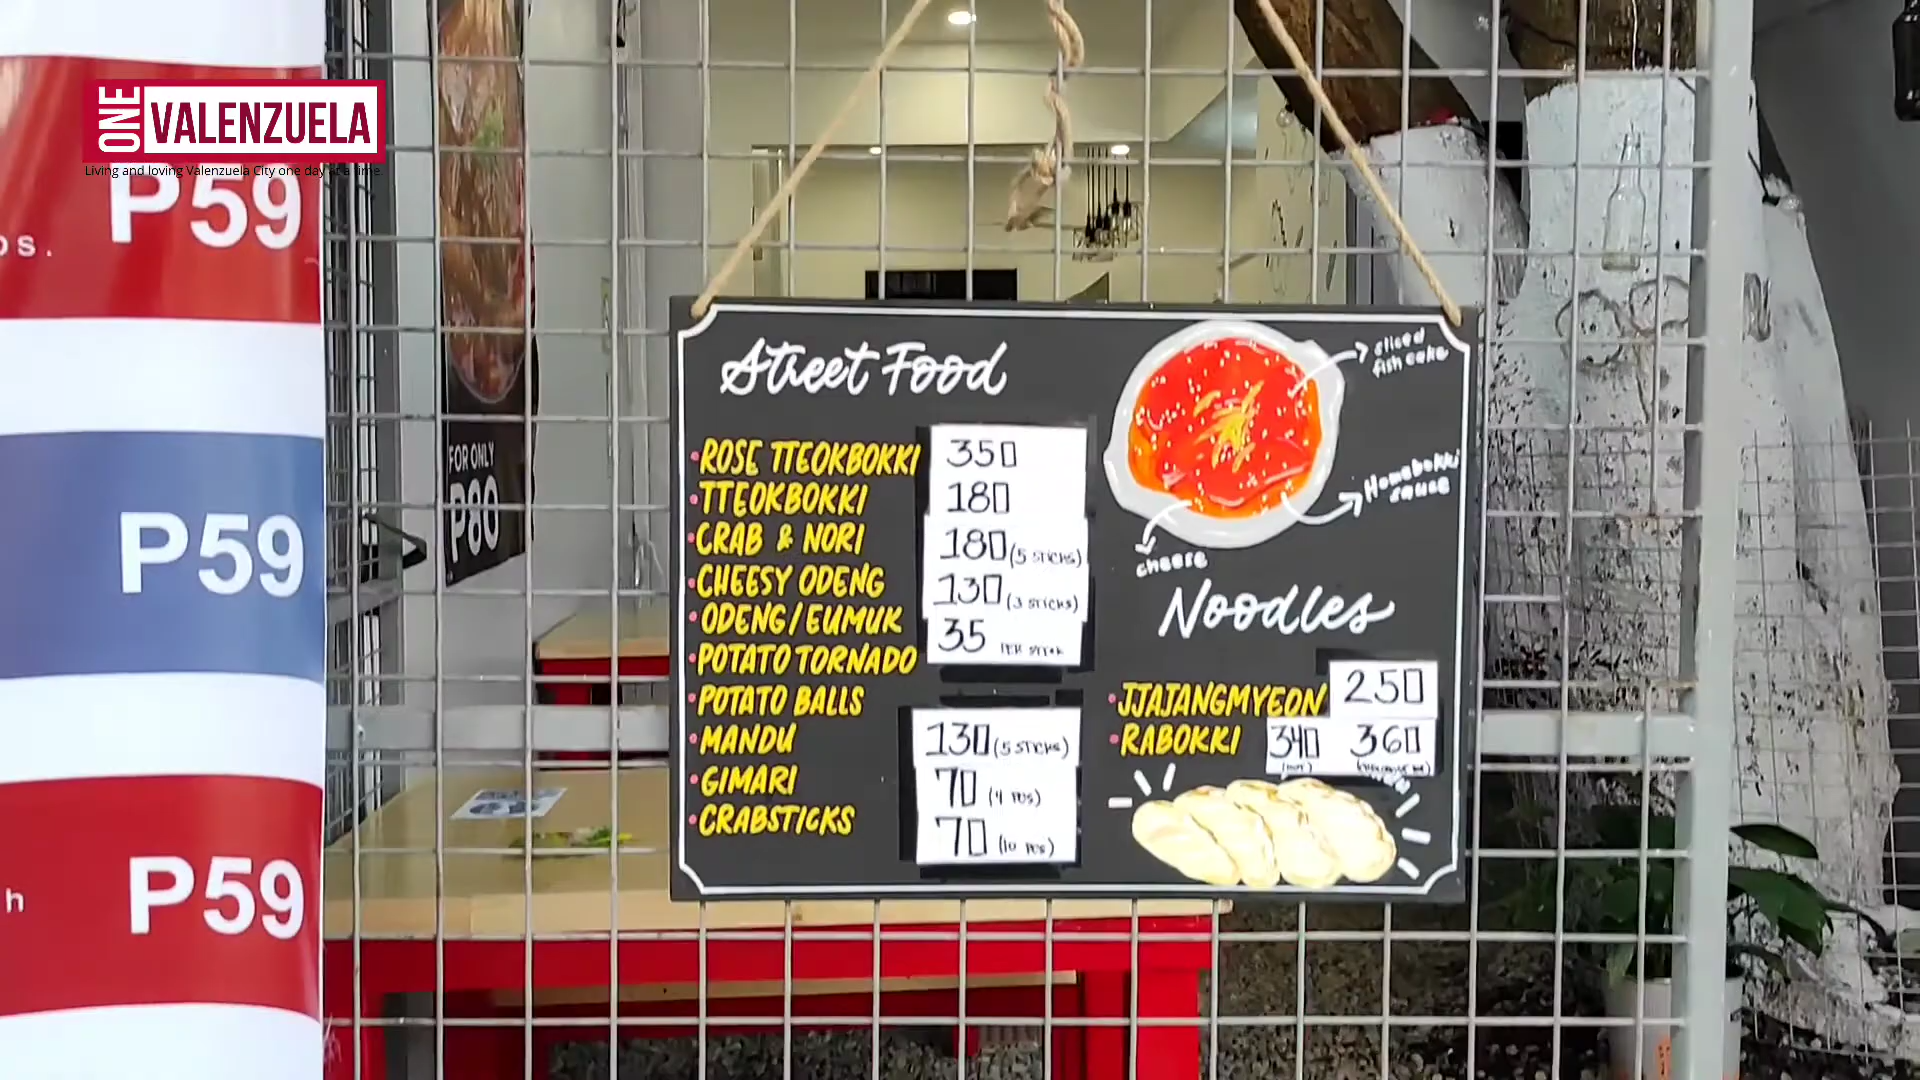 ONE VALENZUELA
Living and loving Valenzuela City one day at a time.
P59
P59
h P59
FOR ONLY
P80
Street Food
•ROSE TTEOKBOKKI 350
•TTEOKBOKKI 180
•CRAB & NORI 180 (5 STICKS)
•CHEESY ODENG 130 (3 STICKS)
•ODENG/EUMUK 35 PER STICK
•POTATO TORNADO
•POTATO BALLS
•MANDU 130 (5 STICKS)
•GIMARI 70 (4 PCS)
•CRABSTICKS 70 (10 PCS)
sliced
fish cake
Homebokki
sauce
cheese
Noodles
•JJAJANGMYEON 250
•RABOKKI 340 360